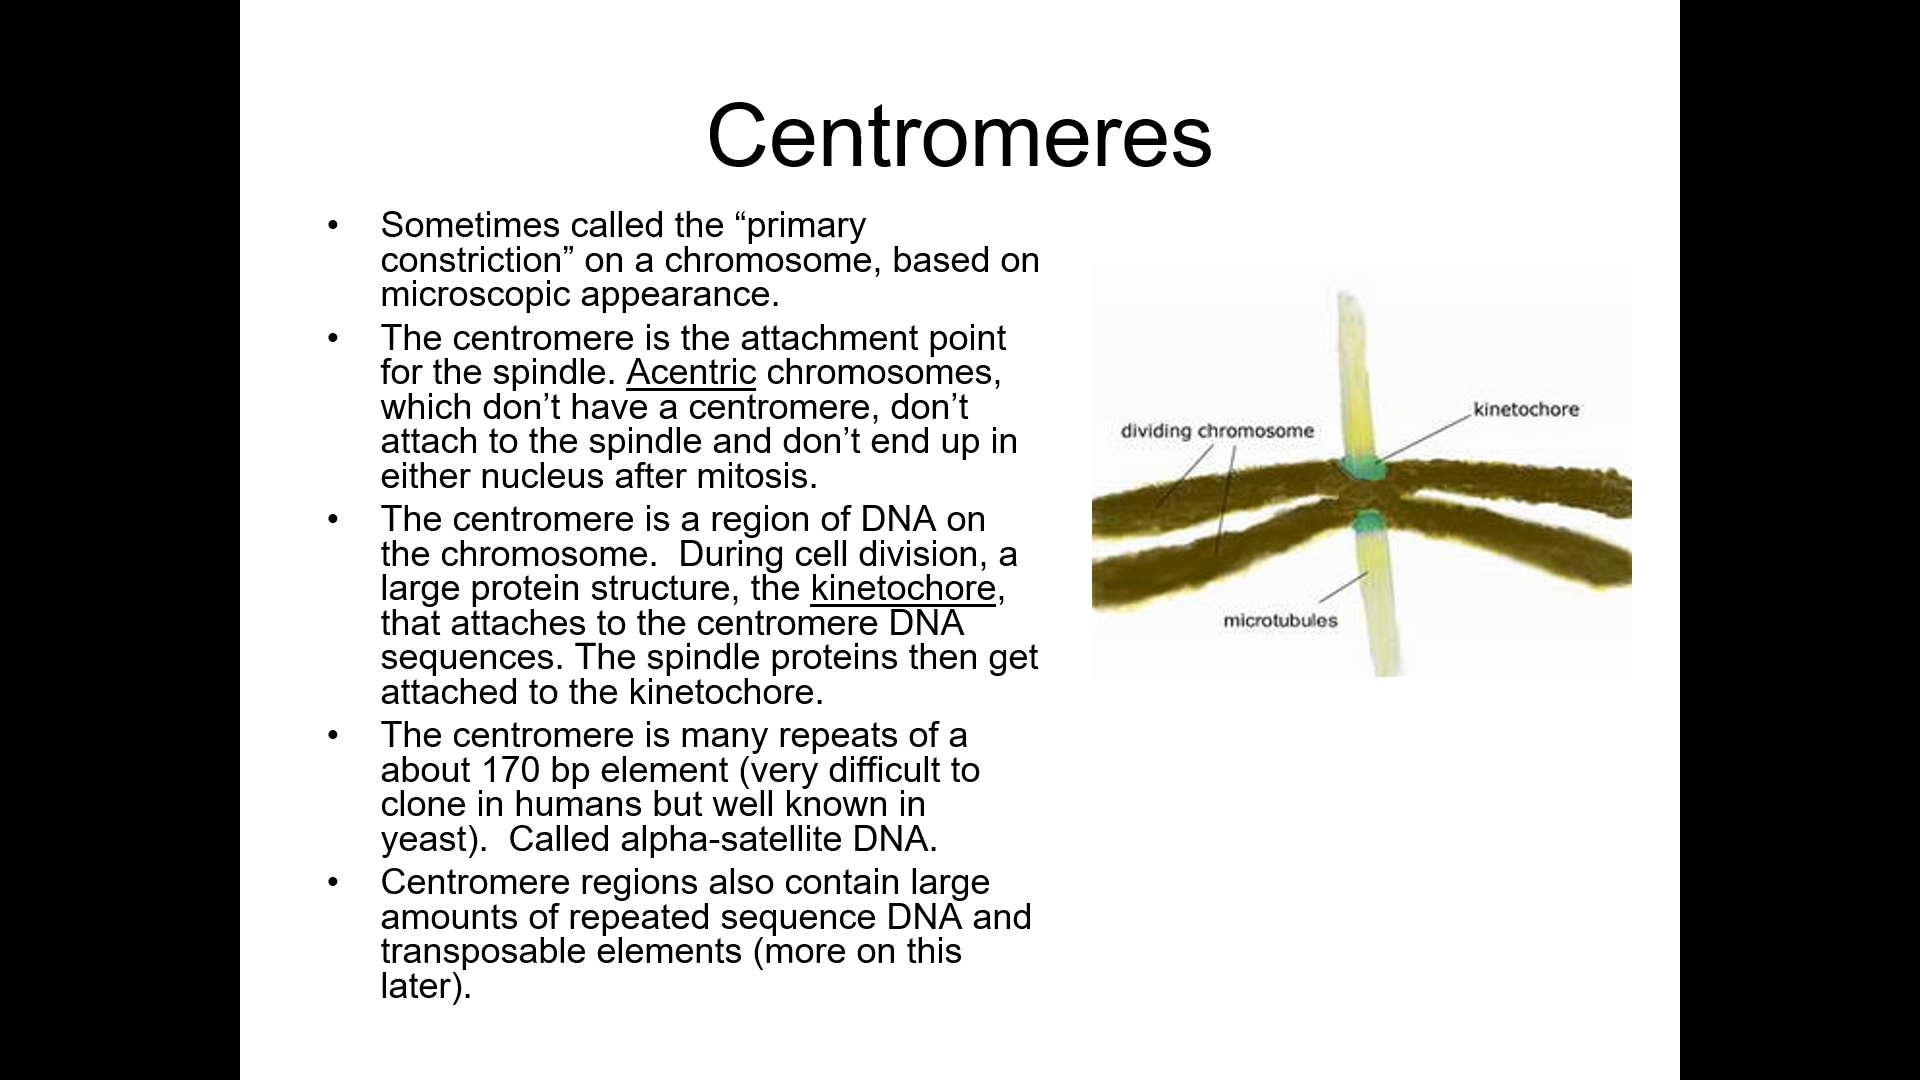 Centromeres
• Sometimes called the “primary
constriction” on a chromosome, based on
microscopic appearance.
• The centromere is the attachment point
for the spindle. Acentric chromosomes,
which don’t have a centromere, don’t
attach to the spindle and don’t end up in
either nucleus after mitosis.
• The centromere is a region of DNA on
the chromosome.  During cell division, a
large protein structure, the kinetochore,
that attaches to the centromere DNA
sequences. The spindle proteins then get
attached to the kinetochore.
• The centromere is many repeats of a
about 170 bp element (very difficult to
clone in humans but well known in
yeast).  Called alpha-satellite DNA.
• Centromere regions also contain large
amounts of repeated sequence DNA and
transposable elements (more on this
later).
kinetochore
dividing chromosome
microtubules